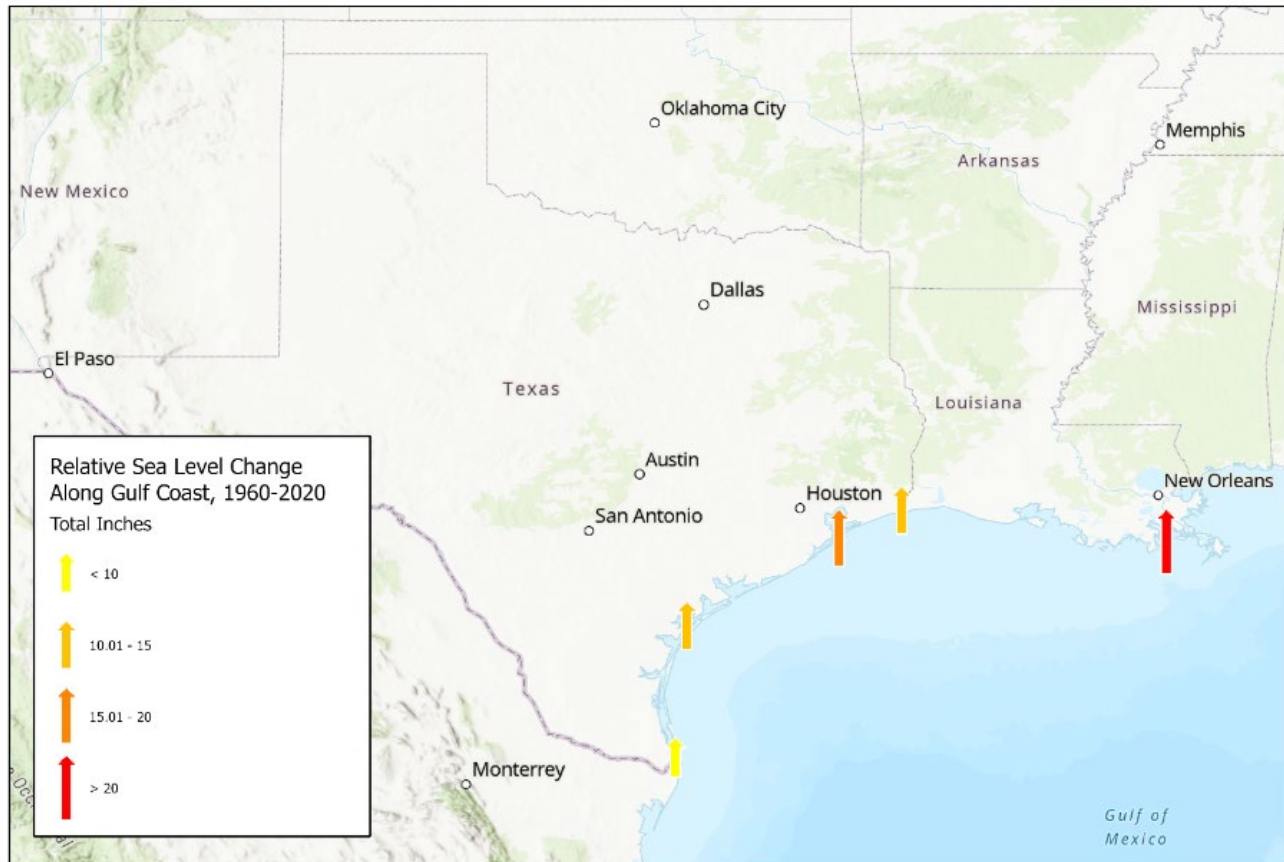 Oklahoma City
Memphis
Arkansas
New Mexico
Dallas
Mississippi
El Paso
Texas
Louisiana
Austin
Houston
New Orleans
San Antonio
Monterrey
Gulf of
Mexico
Relative Sea Level Change
Along Gulf Coast, 1960-2020
Total Inches
< 10
10.01 - 15
15.01 - 20
> 20